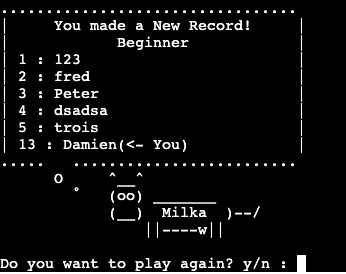 ..................................
|      You made a New Record!      |
|              Beginner            |
| 1 : 123                          |
| 2 : fred                         |
| 3 : Peter                        |
| 4 : dsadsa                       |
| 5 : trois                        |
| 13 : Damien(<- You)              |
.....   ..........................
      O     ^__^
        °   (oo) _______
            (__)  Milka  )--/
                ||----w||
Do you want to play again? y/n :